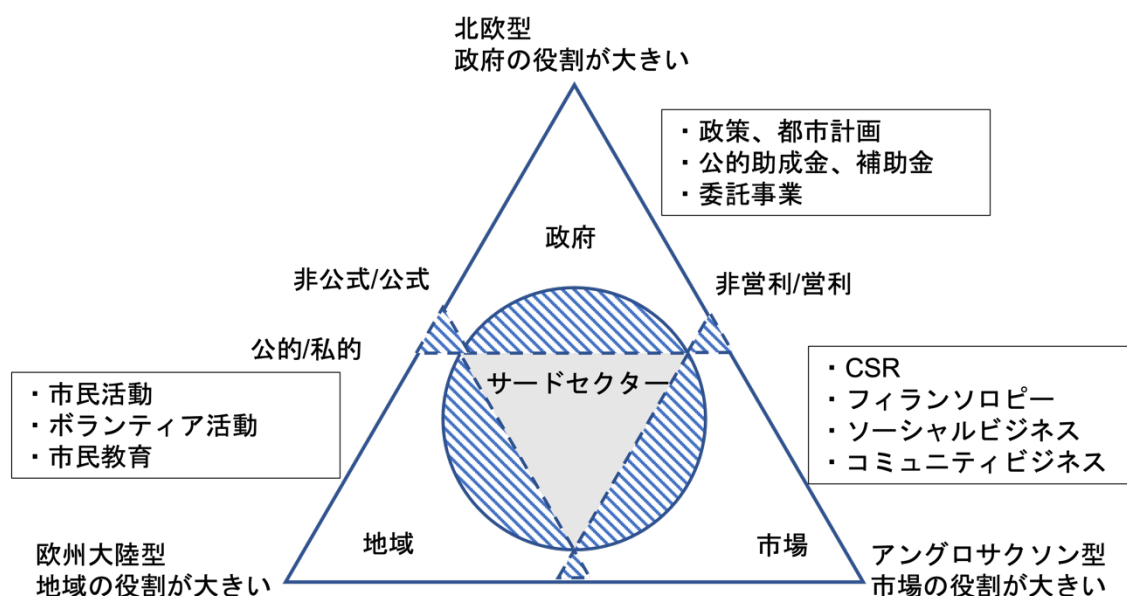 北欧型
政府の役割が大きい
・政策、都市計画
・公的助成金、補助金
・委託事業
政府
非公式/公式
非営利/営利
公的/私的
サードセクター
・市民活動
・ボランティア活動
・市民教育
・CSR
・フィランソロピー
・ソーシャルビジネス
・コミュニティビジネス
地域
市場
欧州大陸型
地域の役割が大きい
アングロサクソン型
市場の役割が大きい